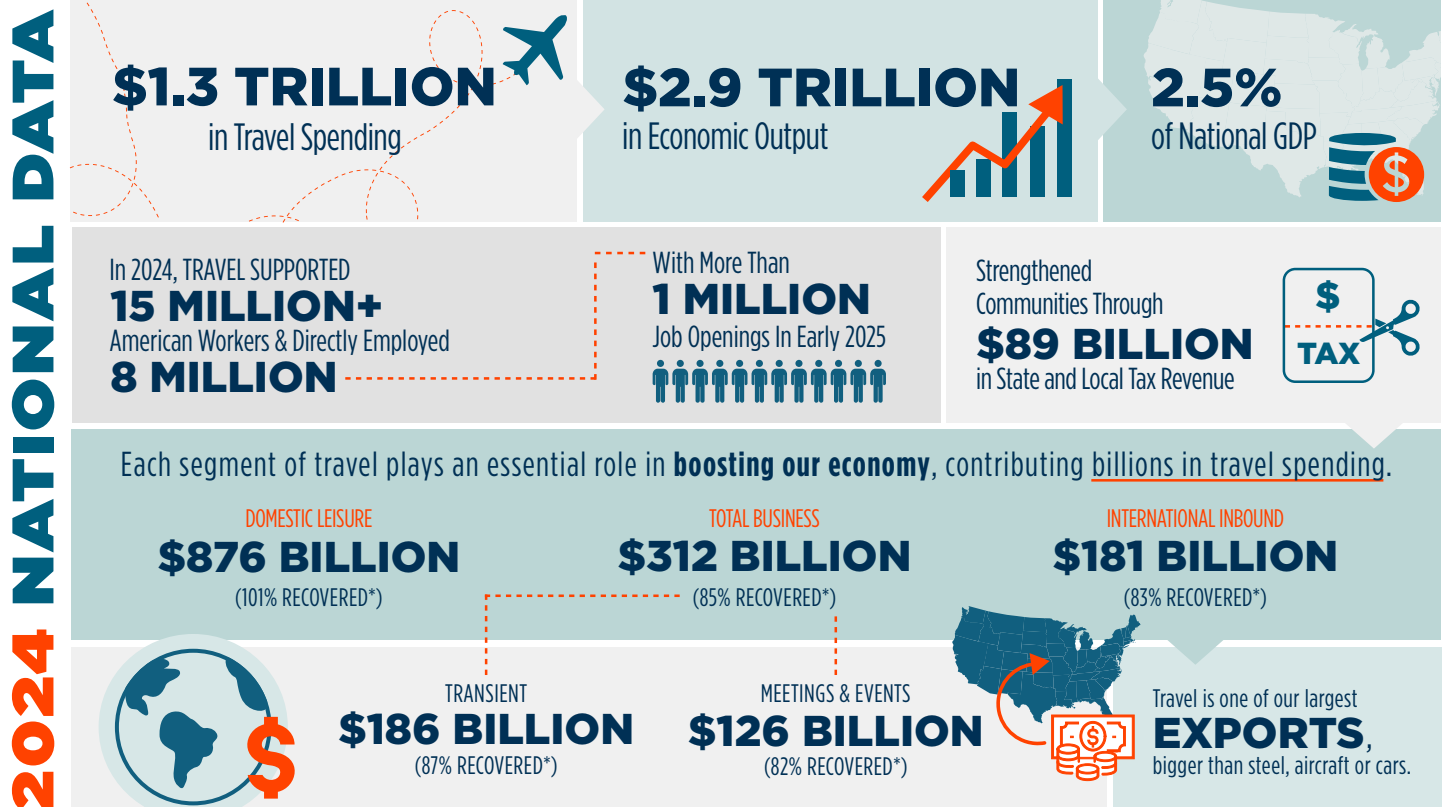 2024 NATIONAL DATA
$1.3 TRILLION
in Travel Spending
$2.9 TRILLION
in Economic Output
2.5%
of National GDP
$
In 2024, TRAVEL SUPPORTED
15 MILLION+
American Workers & Directly Employed
8 MILLION
With More Than
1 MILLION
Job Openings In Early 2025
Strengthened
Communities Through
$89 BILLION
in State and Local Tax Revenue
$
TAX
Each segment of travel plays an essential role in boosting our economy, contributing billions in travel spending.
DOMESTIC LEISURE
$876 BILLION
(101% RECOVERED*)
TOTAL BUSINESS
$312 BILLION
(85% RECOVERED*)
INTERNATIONAL INBOUND
$181 BILLION
(83% RECOVERED*)
$
TRANSIENT
$186 BILLION
(87% RECOVERED*)
MEETINGS & EVENTS
$126 BILLION
(82% RECOVERED*)
$
Travel is one of our largest
EXPORTS,
bigger than steel, aircraft or cars.